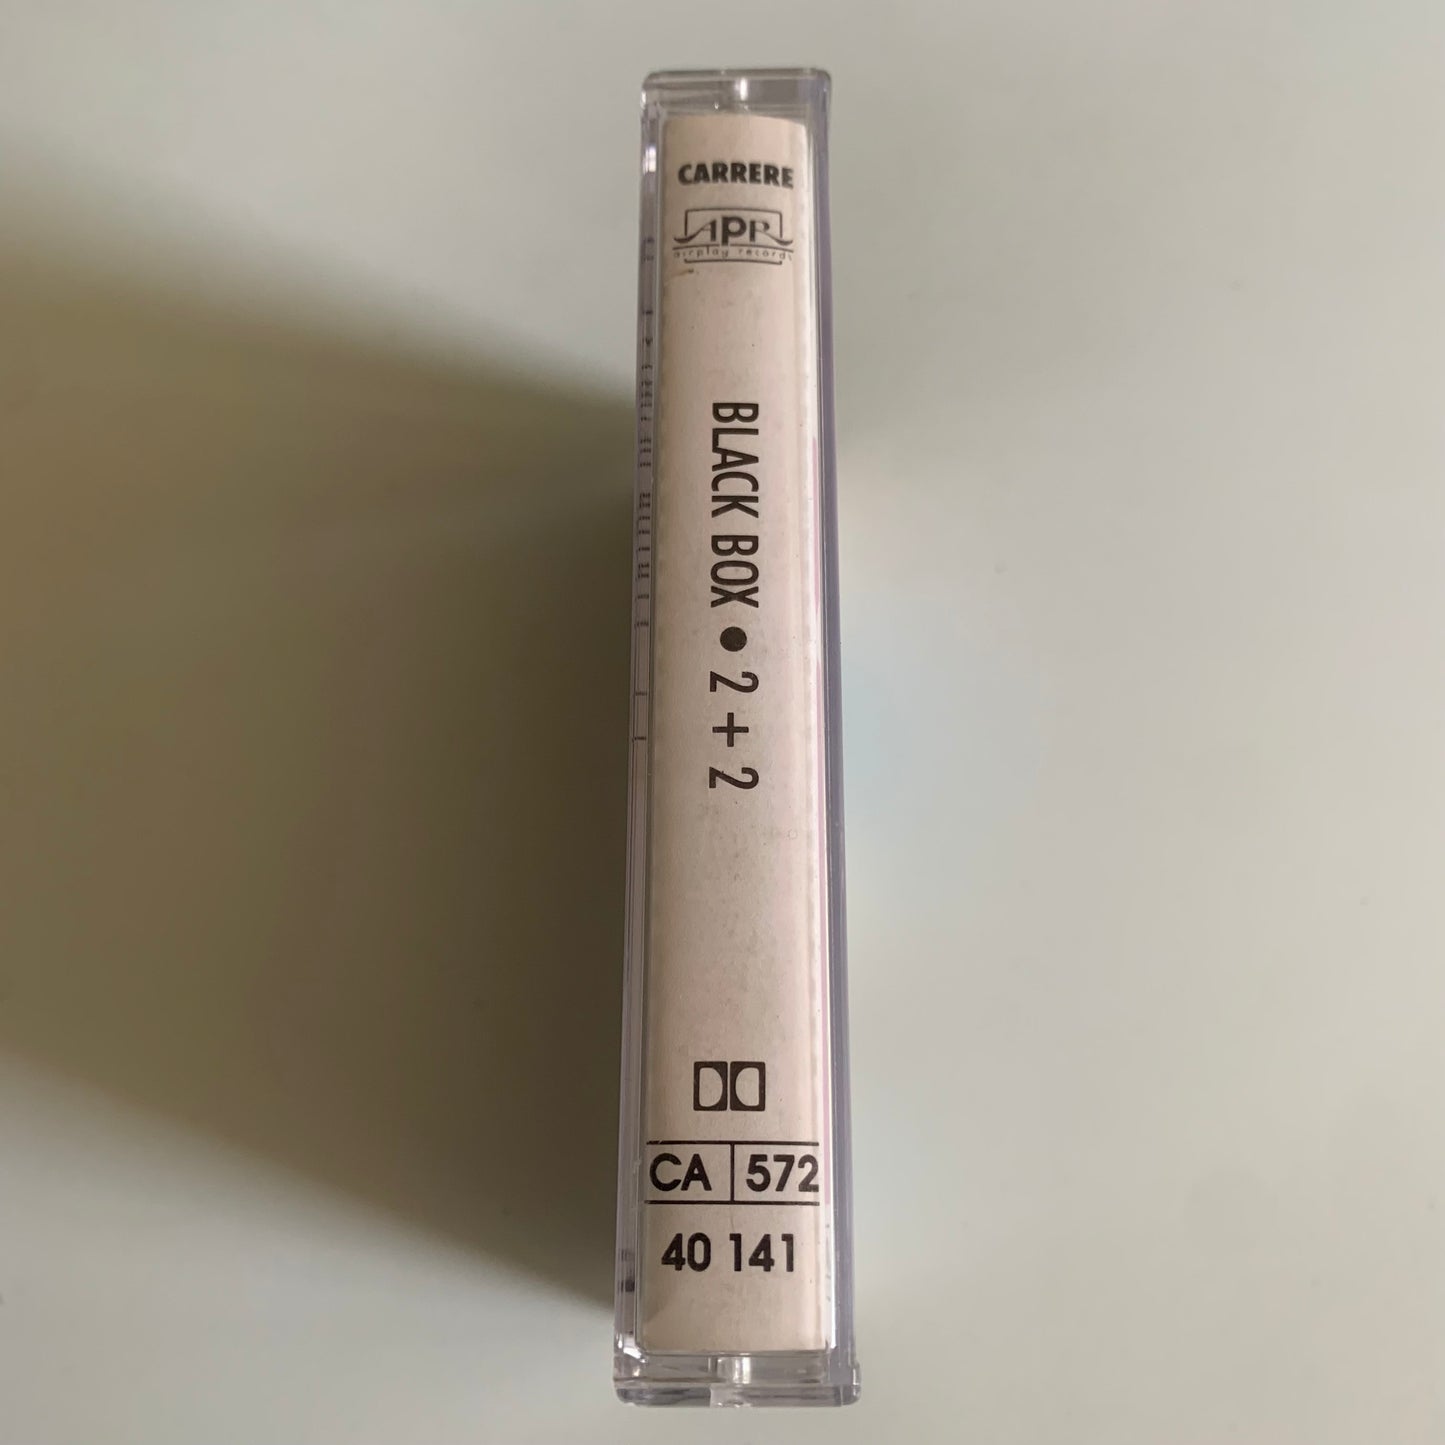 CARRERE
APR
airplay records
BLACK BOX • 2 + 2
CA 572
40 141